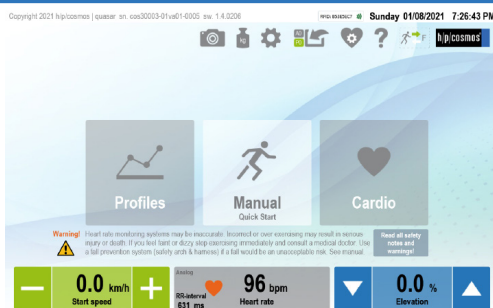 Copyright 2021 h/p/cosmos | quasar sn. cos30003-01va01-0005 sw. 1.4.0206
Sunday 01/08/2021 7:26:43 PM
kg
F
h/p/cosmos
Profiles
Manual
Quick Start
Cardio
Warning! Heart rate monitoring systems may be inaccurate. Incorrect or over exercising may result in serious
injury or death. If you feel faint or dizzy stop exercising immediately and consult a medical doctor. Use
a fall prevention system (safety arch & harness) if a fall would be an unacceptable risk. See manual.
Read all safety
notes and
warnings!
0.0 km/h
Start speed
Analog
RR-interval
631 ms
96 bpm
Heart rate
0.0 %
Elevation